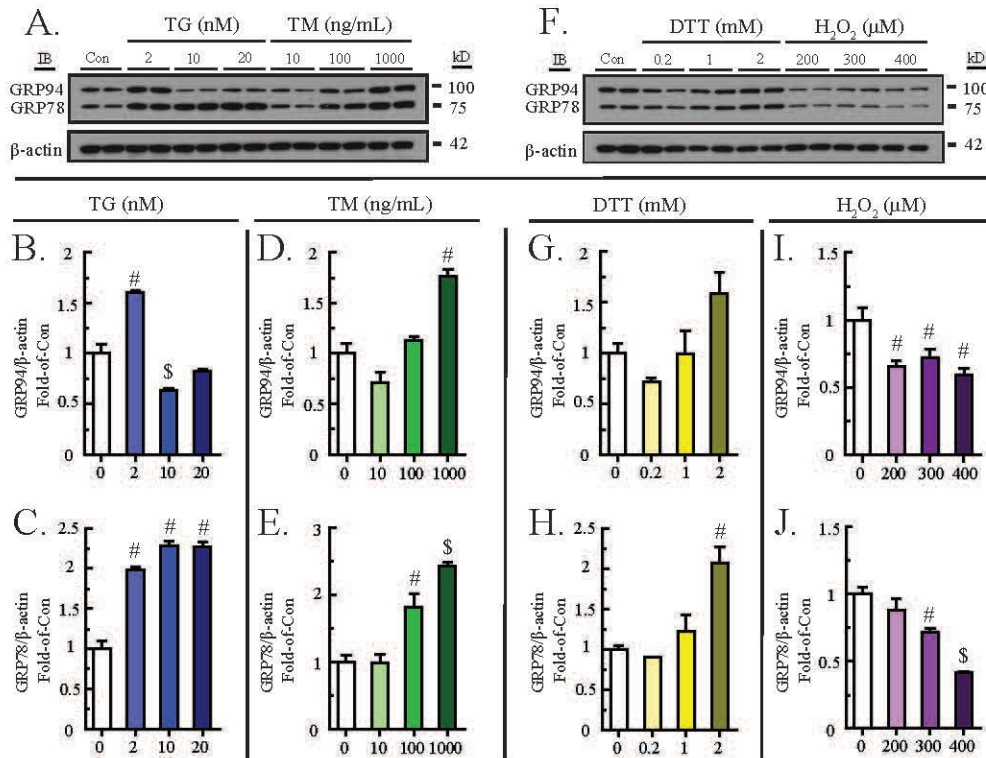 A.
TG (nM)
TM (ng/mL)
IB
Con
2
10
20
10
100
1000
kD
GRP94
GRP78
100
75
β-actin
42
F.
DTT (mM)
H₂O₂ (μM)
IB
Con
0.2
1
2
200
300
400
kD
GRP94
GRP78
100
75
β-actin
42
TG (nM)
TM (ng/mL)
DTT (mM)
H₂O₂ (μM)
B.
GRP94/β-actin
Fold-of-Con
2
1.5
1
0.5
0
#
$
0 2 10 20
D.
GRP94/β-actin
Fold-of-Con
2
1.5
1
0.5
0
#
0 10 100 1000
G.
GRP94/β-actin
Fold-of-Con
2
1.5
1
0.5
0
0 0.2 1 2
I.
GRP94/β-actin
Fold-of-Con
1.5
1
0.5
0
# # #
0 200 300 400
C.
GRP78/β-actin
Fold-of-Con
2.5
2
1.5
1
0.5
0
# # #
0 2 10 20
E.
GRP78/β-actin
Fold-of-Con
3
2
1
0
# $
0 10 100 1000
H.
GRP78/β-actin
Fold-of-Con
2.5
2
1.5
1
0.5
0
#
0 0.2 1 2
J.
GRP78/β-actin
Fold-of-Con
1.5
1
0.5
0
# $
0 200 300 400